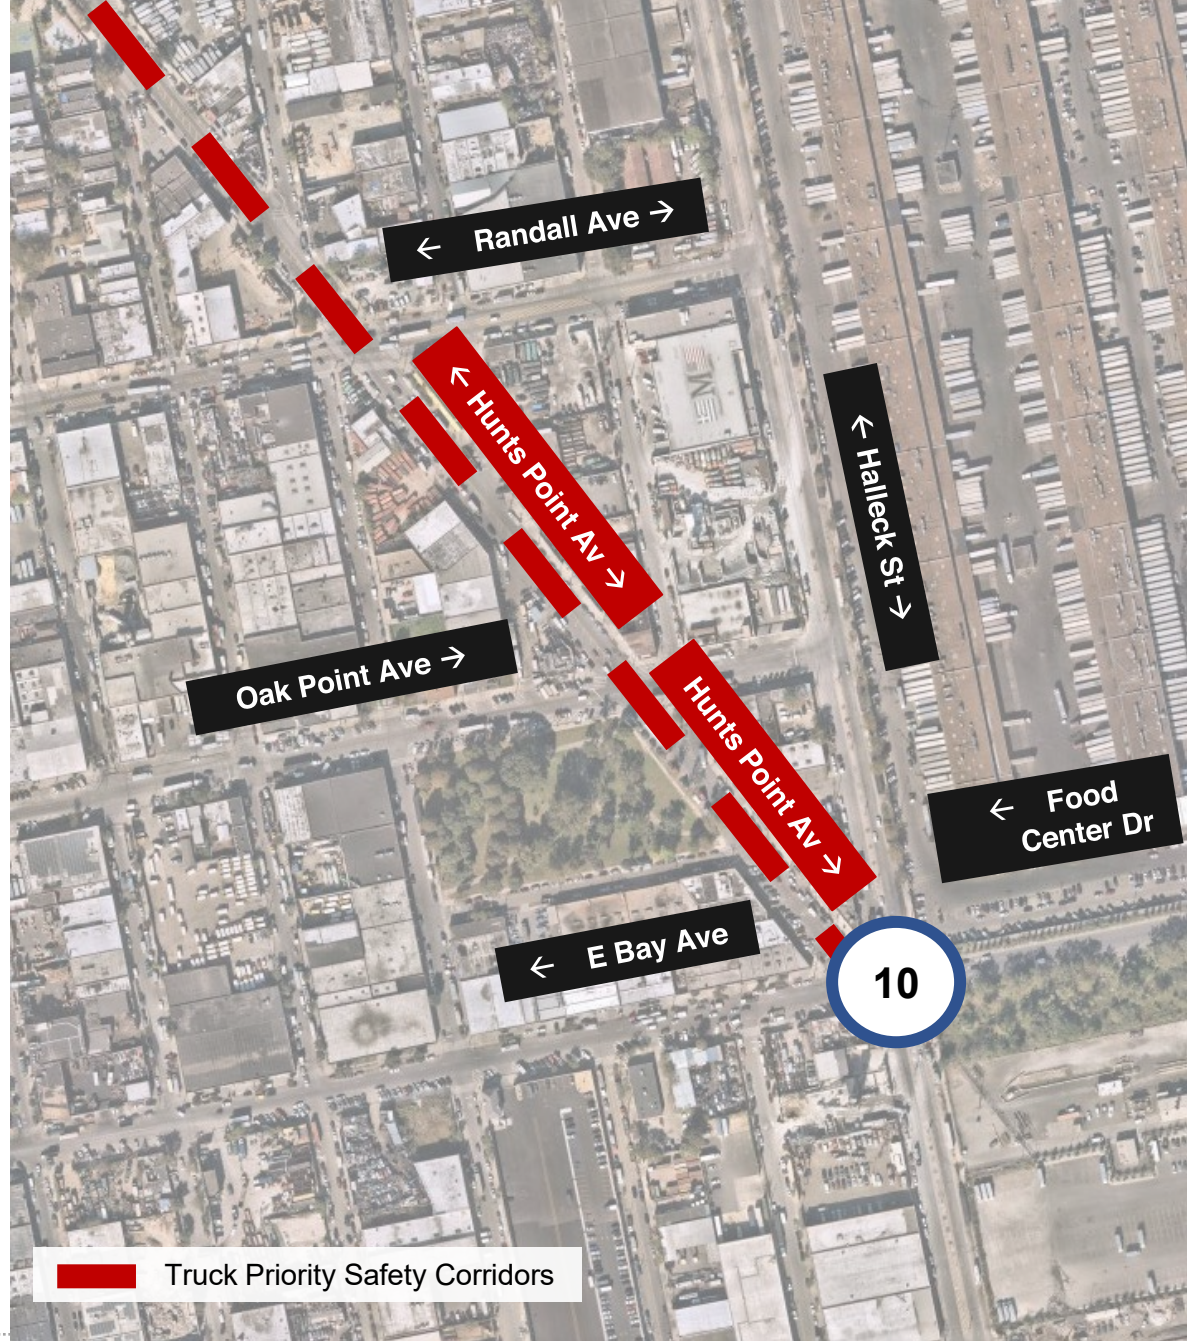 ← Randall Ave →
← Hunts Point Av →
← Halleck St →
Oak Point Ave →
Hunts Point Av →
← Food
Center Dr
← E Bay Ave
10
Truck Priority Safety Corridors